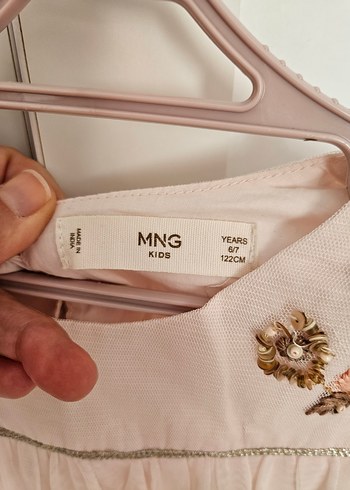 MADE IN
INDIA
MNG
KIDS
YEARS
6/7
122CM